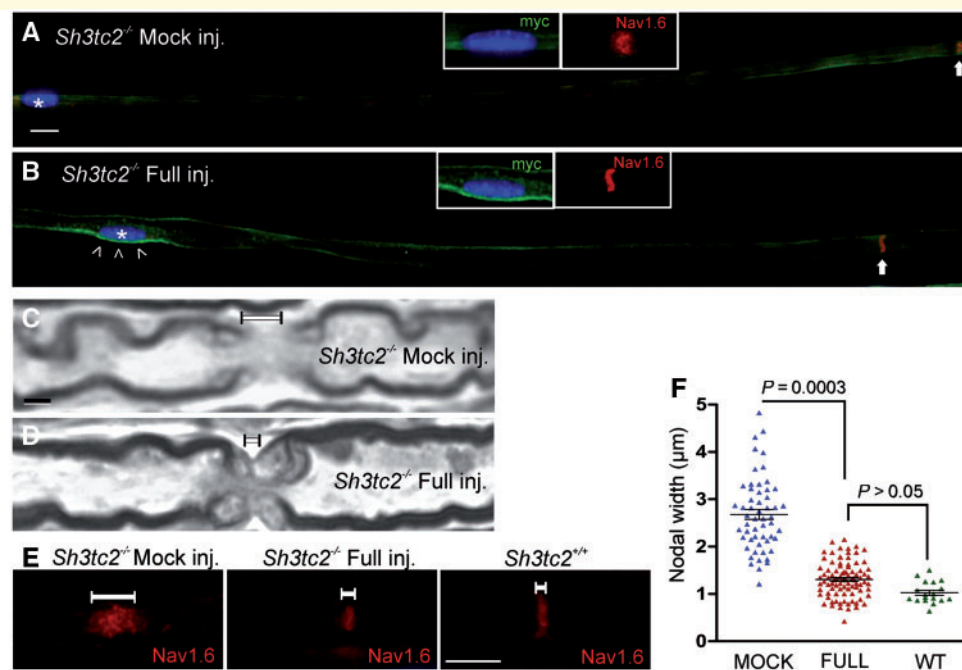 A
Sh3tc2-/- Mock inj.
myc
Nav1.6
*
B
Sh3tc2-/- Full inj.
myc
Nav1.6
*
C
Sh3tc2-/- Mock inj.
D
Sh3tc2-/- Full inj.
E
Sh3tc2-/- Mock inj.
Sh3tc2-/- Full inj.
Sh3tc2+/+
Nav1.6
Nav1.6
Nav1.6
F
P = 0.0003
P > 0.05
Nodal width (µm)
5
4
3
2
1
0
MOCK
FULL
WT